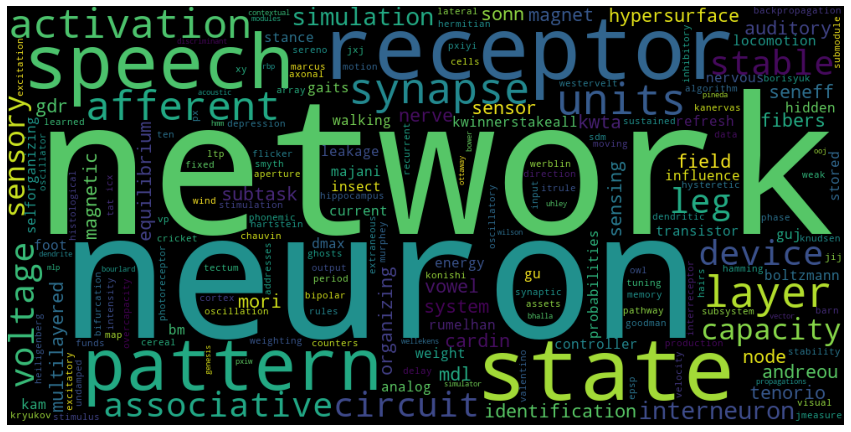 contextual modules
lateral hermitian
sonn magnet hypersurface
backpropagation
activation simulation
stance
auditory
submodule
excitation
speech receptor
sereno jxj
pxiyi
cells
inhibitory
locomotion
marcus
axonal
motion
westervelt
stable
xy rbp
acoustic
array
synapse units
nervous borisyuk
algorithm
gdr afferent
gaits
px
sensor
seneff
kanervas
sensory
learned
hmm depression
walking nerve kwinnerstakeall kwta
sdm sustained refresh
data
hidden
fibers
selforganizing
oscillator
ten
ltp
flicker
leakage
recurrent
ottaway
bower
werblin
moving
pineda
ooj
network
fixed smyth aperture
majani
direction
field
hysteretic
weak
stored
histological
magnetic
equilibrium
wind
subtask
insect
hippocampus
input
itrule
sensing
influence
dendritic
leg
tat icx
stimulation
current
oscillatory
uhley
transistor
phase
vp phonemic
hartstein
extraneous
murphey
wilson
guj knudsen
voltage
foot
cricket chauvin
dmax
ghosts
energy
owl
device
jij
dendrite
neuron
mlp bourlard
photoreceptor
tectum
output konishi
gu
synaptic
tuning
memory
probabilities
boltzmann
hamming
hairs
interreceptor
multilayered
bifurcation
intensity
overcapacity
addresses
cortex
period
organizing
vowel
assets
pathway
goodman
layer
subsystem barn
map
oscillation
mori
bipolar
rules
system
bhalla
rumelhart
production
vector
capacity
heiligenberg
funds
undamped
bm
cereal
weighting
counters
wellekens
cardin
controller
stability
excitatory
pattern
genesis
pxiw
delay
weight
analog
mdl
simulator
state
valentino
epsp
velocity
node andreou
visual
propagations
kam
kryukov stimulus
associative circuit
identification interneuron
tenorio
jmeasure